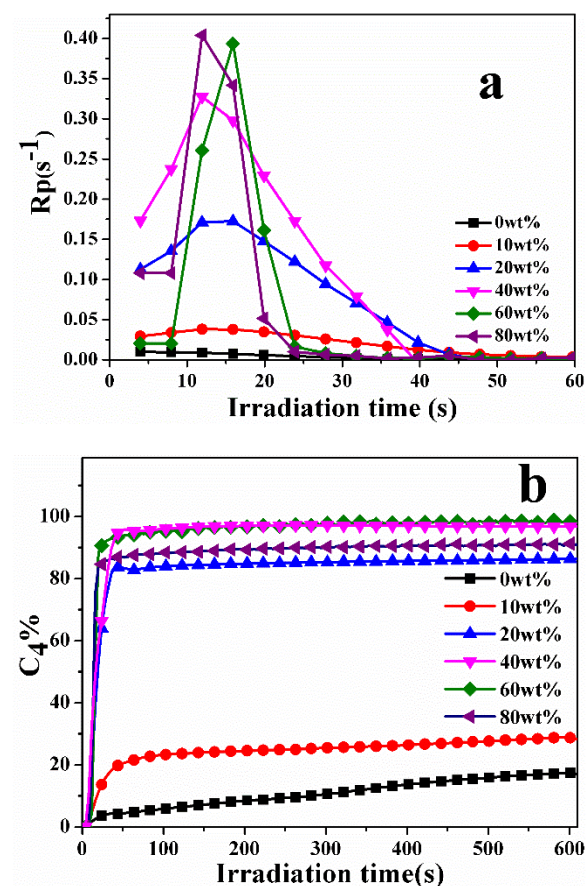 a
0.40
0.35
0.30
0.25
0.20
0.15
0.10
0.05
0.00
Rp(s⁻¹)
0wt%
10wt%
20wt%
40wt%
60wt%
80wt%
0 10 20 30 40 50 60
Irradiation time (s)
b
120
100
80
60
40
20
0
C₄%
0wt%
10wt%
20wt%
40wt%
60wt%
80wt%
0 100 200 300 400 500 600
Irradiation time(s)